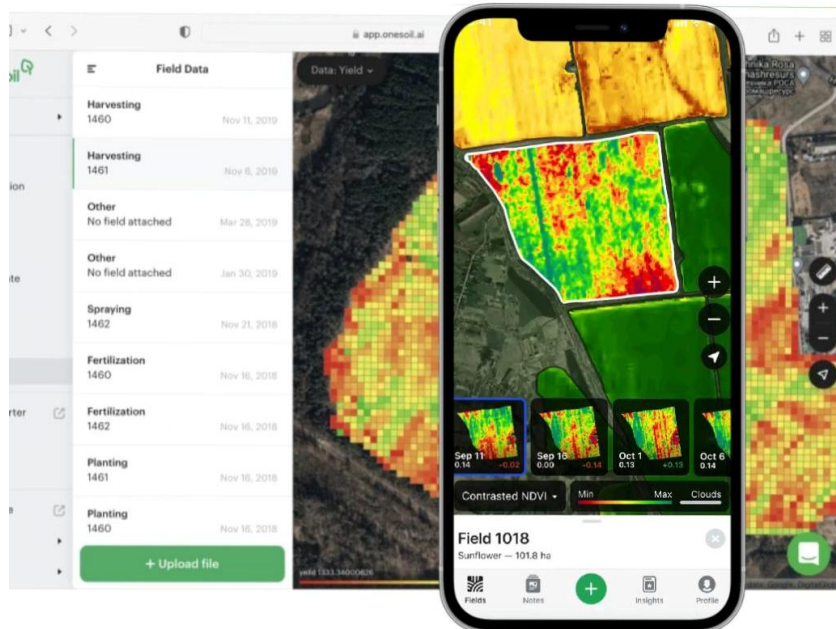 app.onesoil.ai
Field Data
Data: Yield
Harvesting
1460
Nov 11, 2019
Harvesting
1461
Nov 6, 2019
Other
No field attached
Mar 28, 2019
Other
No field attached
Jan 30, 2019
Spraying
1462
Nov 21, 2018
Fertilization
1460
Nov 16, 2018
Fertilization
1462
Nov 16, 2018
Planting
1461
Nov 16, 2018
Planting
1460
Nov 16, 2018
+ Upload file
Sep 11
0.14 -0.02
Sep 16
0.00 -0.14
Oct 1
0.13 +0.13
Oct 6
0.14
Contrasted NDVI
Min Max Clouds
Field 1018
Sunflower — 101.8 ha
Fields
Notes
Insights
Profile